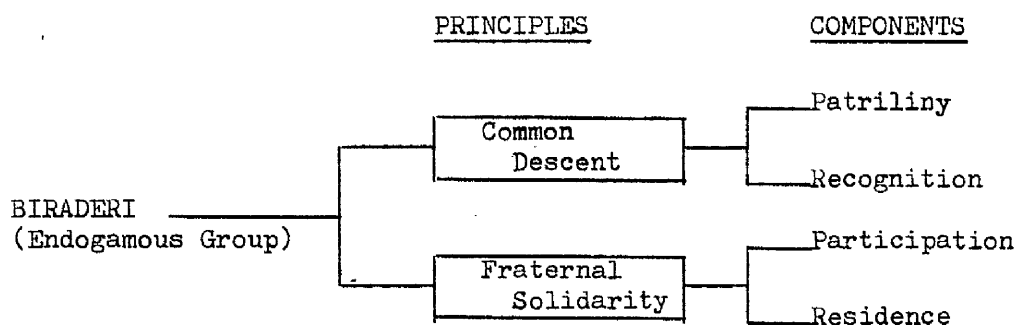 PRINCIPLES
COMPONENTS
Patriliny
Common
Descent
Recognition
BIRADERI
(Endogamous Group)
Participation
Fraternal
Solidarity
Residence